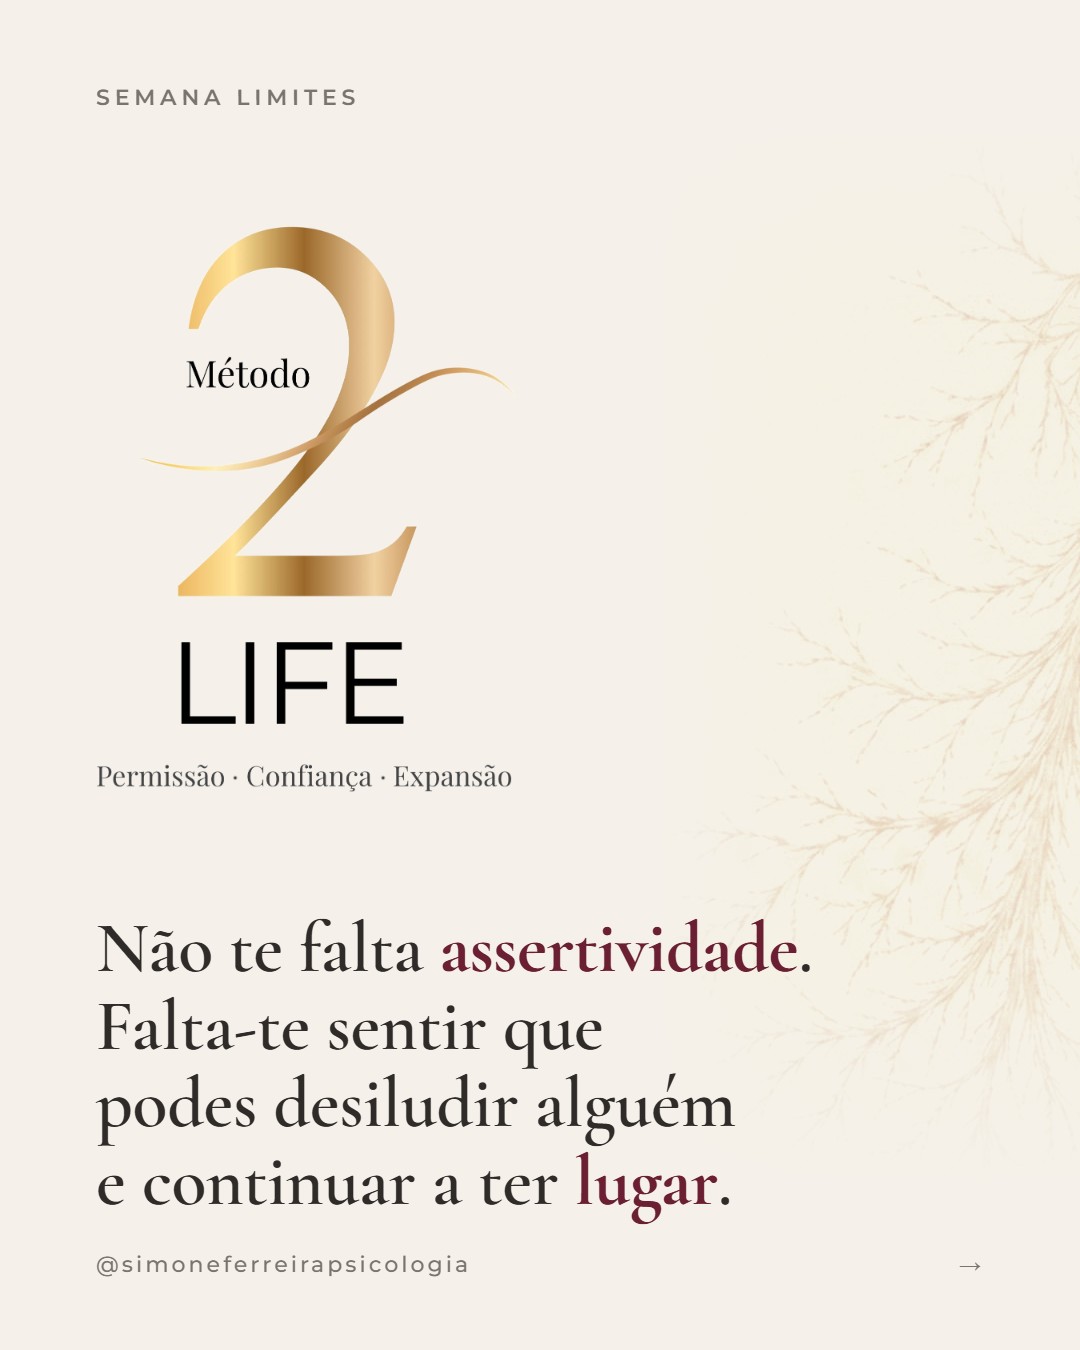 SEMANA LIMITES
2
Método
LIFE
Permissão · Confiança · Expansão
Não te falta assertividade.
Falta-te sentir que
podes desiludir alguém
e continuar a ter lugar.
@simoneferreirapsicologia →